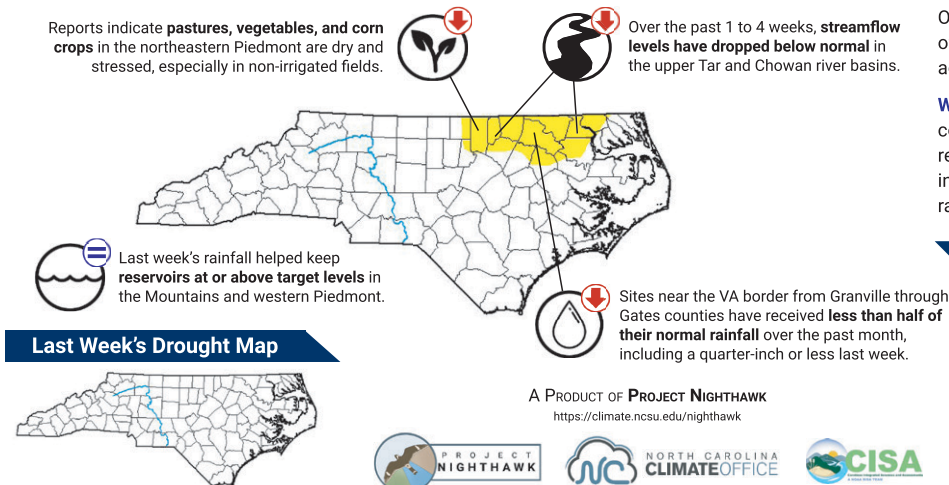 Reports indicate pastures, vegetables, and corn
crops in the northeastern Piedmont are dry and
stressed, especially in non-irrigated fields.
Over the past 1 to 4 weeks, streamflow
levels have dropped below normal in
the upper Tar and Chowan river basins.
Last week's rainfall helped keep
reservoirs at or above target levels in
the Mountains and western Piedmont.
Sites near the VA border from Granville through
Gates counties have received less than half of
their normal rainfall over the past month,
including a quarter-inch or less last week.
Last Week's Drought Map
A Product of Project Nighthawk
https://climate.ncsu.edu/nighthawk
PROJECT
NIGHTHAWK
NC
NORTH CAROLINA
CLIMATEOFFICE
CISA